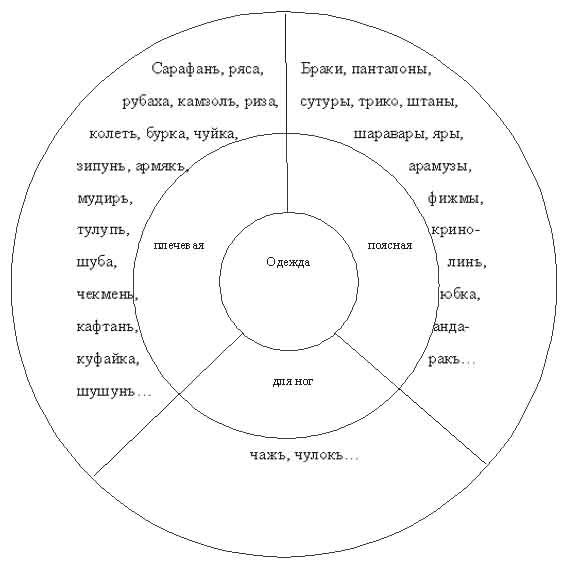 Сарафанъ, ряса,
рубаха, камзолъ, риза,
колетъ, бурка, чуйка,
зипунъ, армякъ,
мудиръ,
тулупъ,
шуба,
чекмень,
кафтанъ,
куфайка,
шушунъ…
Браки, панталоны,
сутуры, трико, штаны,
шаравары, яры,
арамузы,
фижмы,
крино-
линъ,
юбка,
анда-
ракъ…
плечевая
Одежда
поясная
для ног
чажъ, чулокъ…